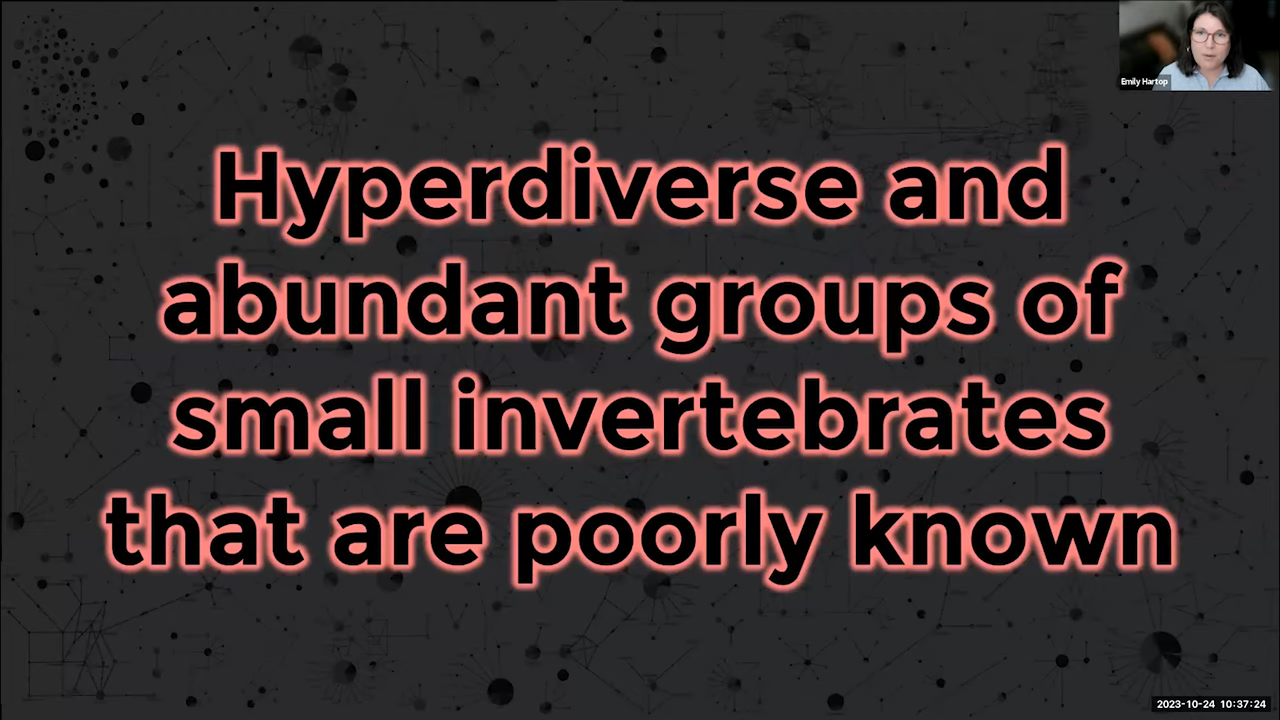 Emily Hartop
Hyperdiverse and
abundant groups of
small invertebrates
that are poorly known
2023-10-24 10:37:24